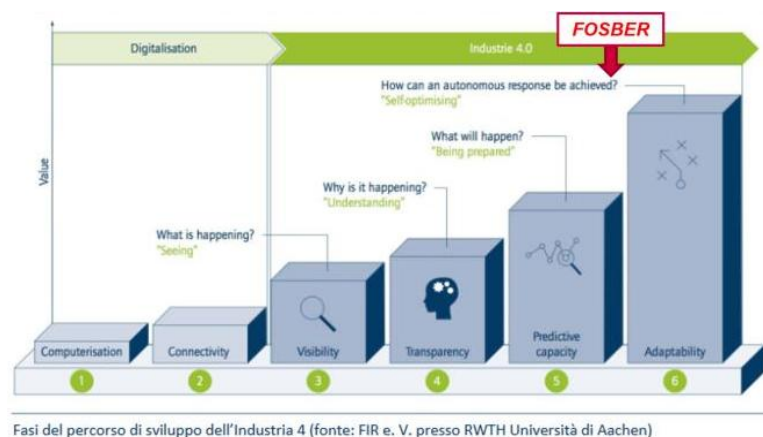 FOSBER
Digitalisation
Industrie 4.0
How can an autonomous response be achieved?
"Self-optimising"
What will happen?
"Being prepared"
Why is it happening?
"Understanding"
What is happening?
"Seeing"
Value
Computerisation
Connectivity
Visibility
Transparency
Predictive
capacity
Adaptability
1
2
3
4
5
6
Fasi del percorso di sviluppo dell'Industria 4 (fonte: FIR e. V. presso RWTH Università di Aachen)